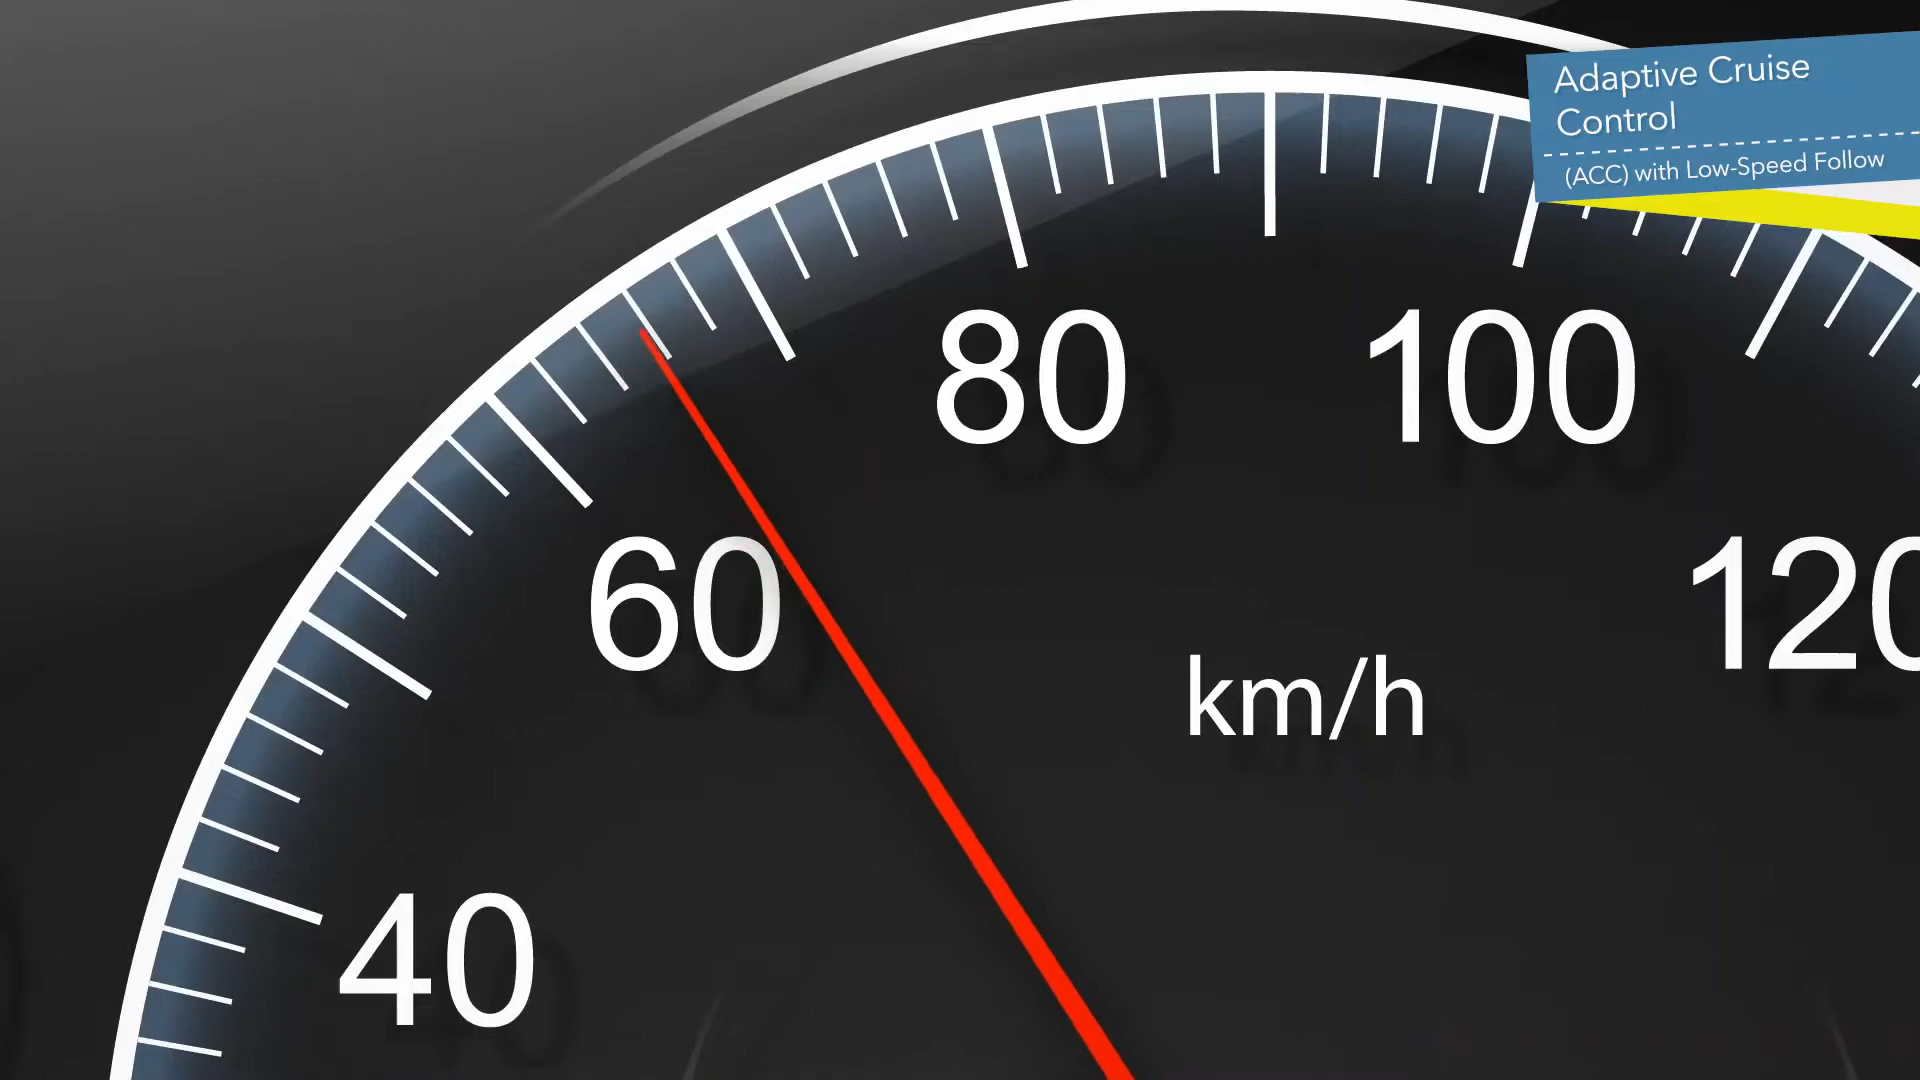 Adaptive Cruise
Control
(ACC) with Low-Speed Follow
80
100
60
120
km/h
40